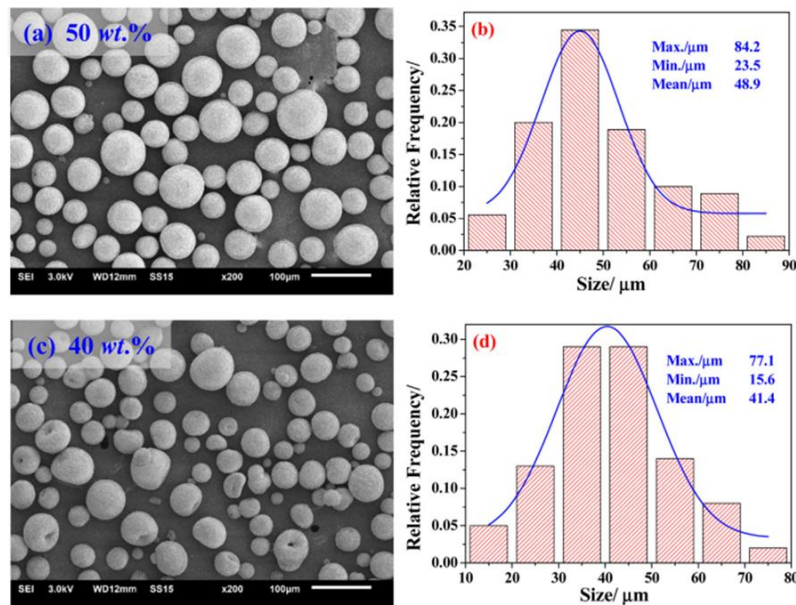 (a) 50 wt.%
SEI 3.0kV WD12mm SS15 x200 100μm
(b)
Max./μm 84.2
Min./μm 23.5
Mean/μm 48.9
Relative Frequency/
0.35
0.30
0.25
0.20
0.15
0.10
0.05
0.00
20 30 40 50 60 70 80 90
Size/ μm
(c) 40 wt.%
SEI 3.0kV WD12mm SS15 x200 100μm
(d)
Max./μm 77.1
Min./μm 15.6
Mean/μm 41.4
Relative Frequency/
0.30
0.25
0.20
0.15
0.10
0.05
0.00
10 20 30 40 50 60 70 80
Size/ μm